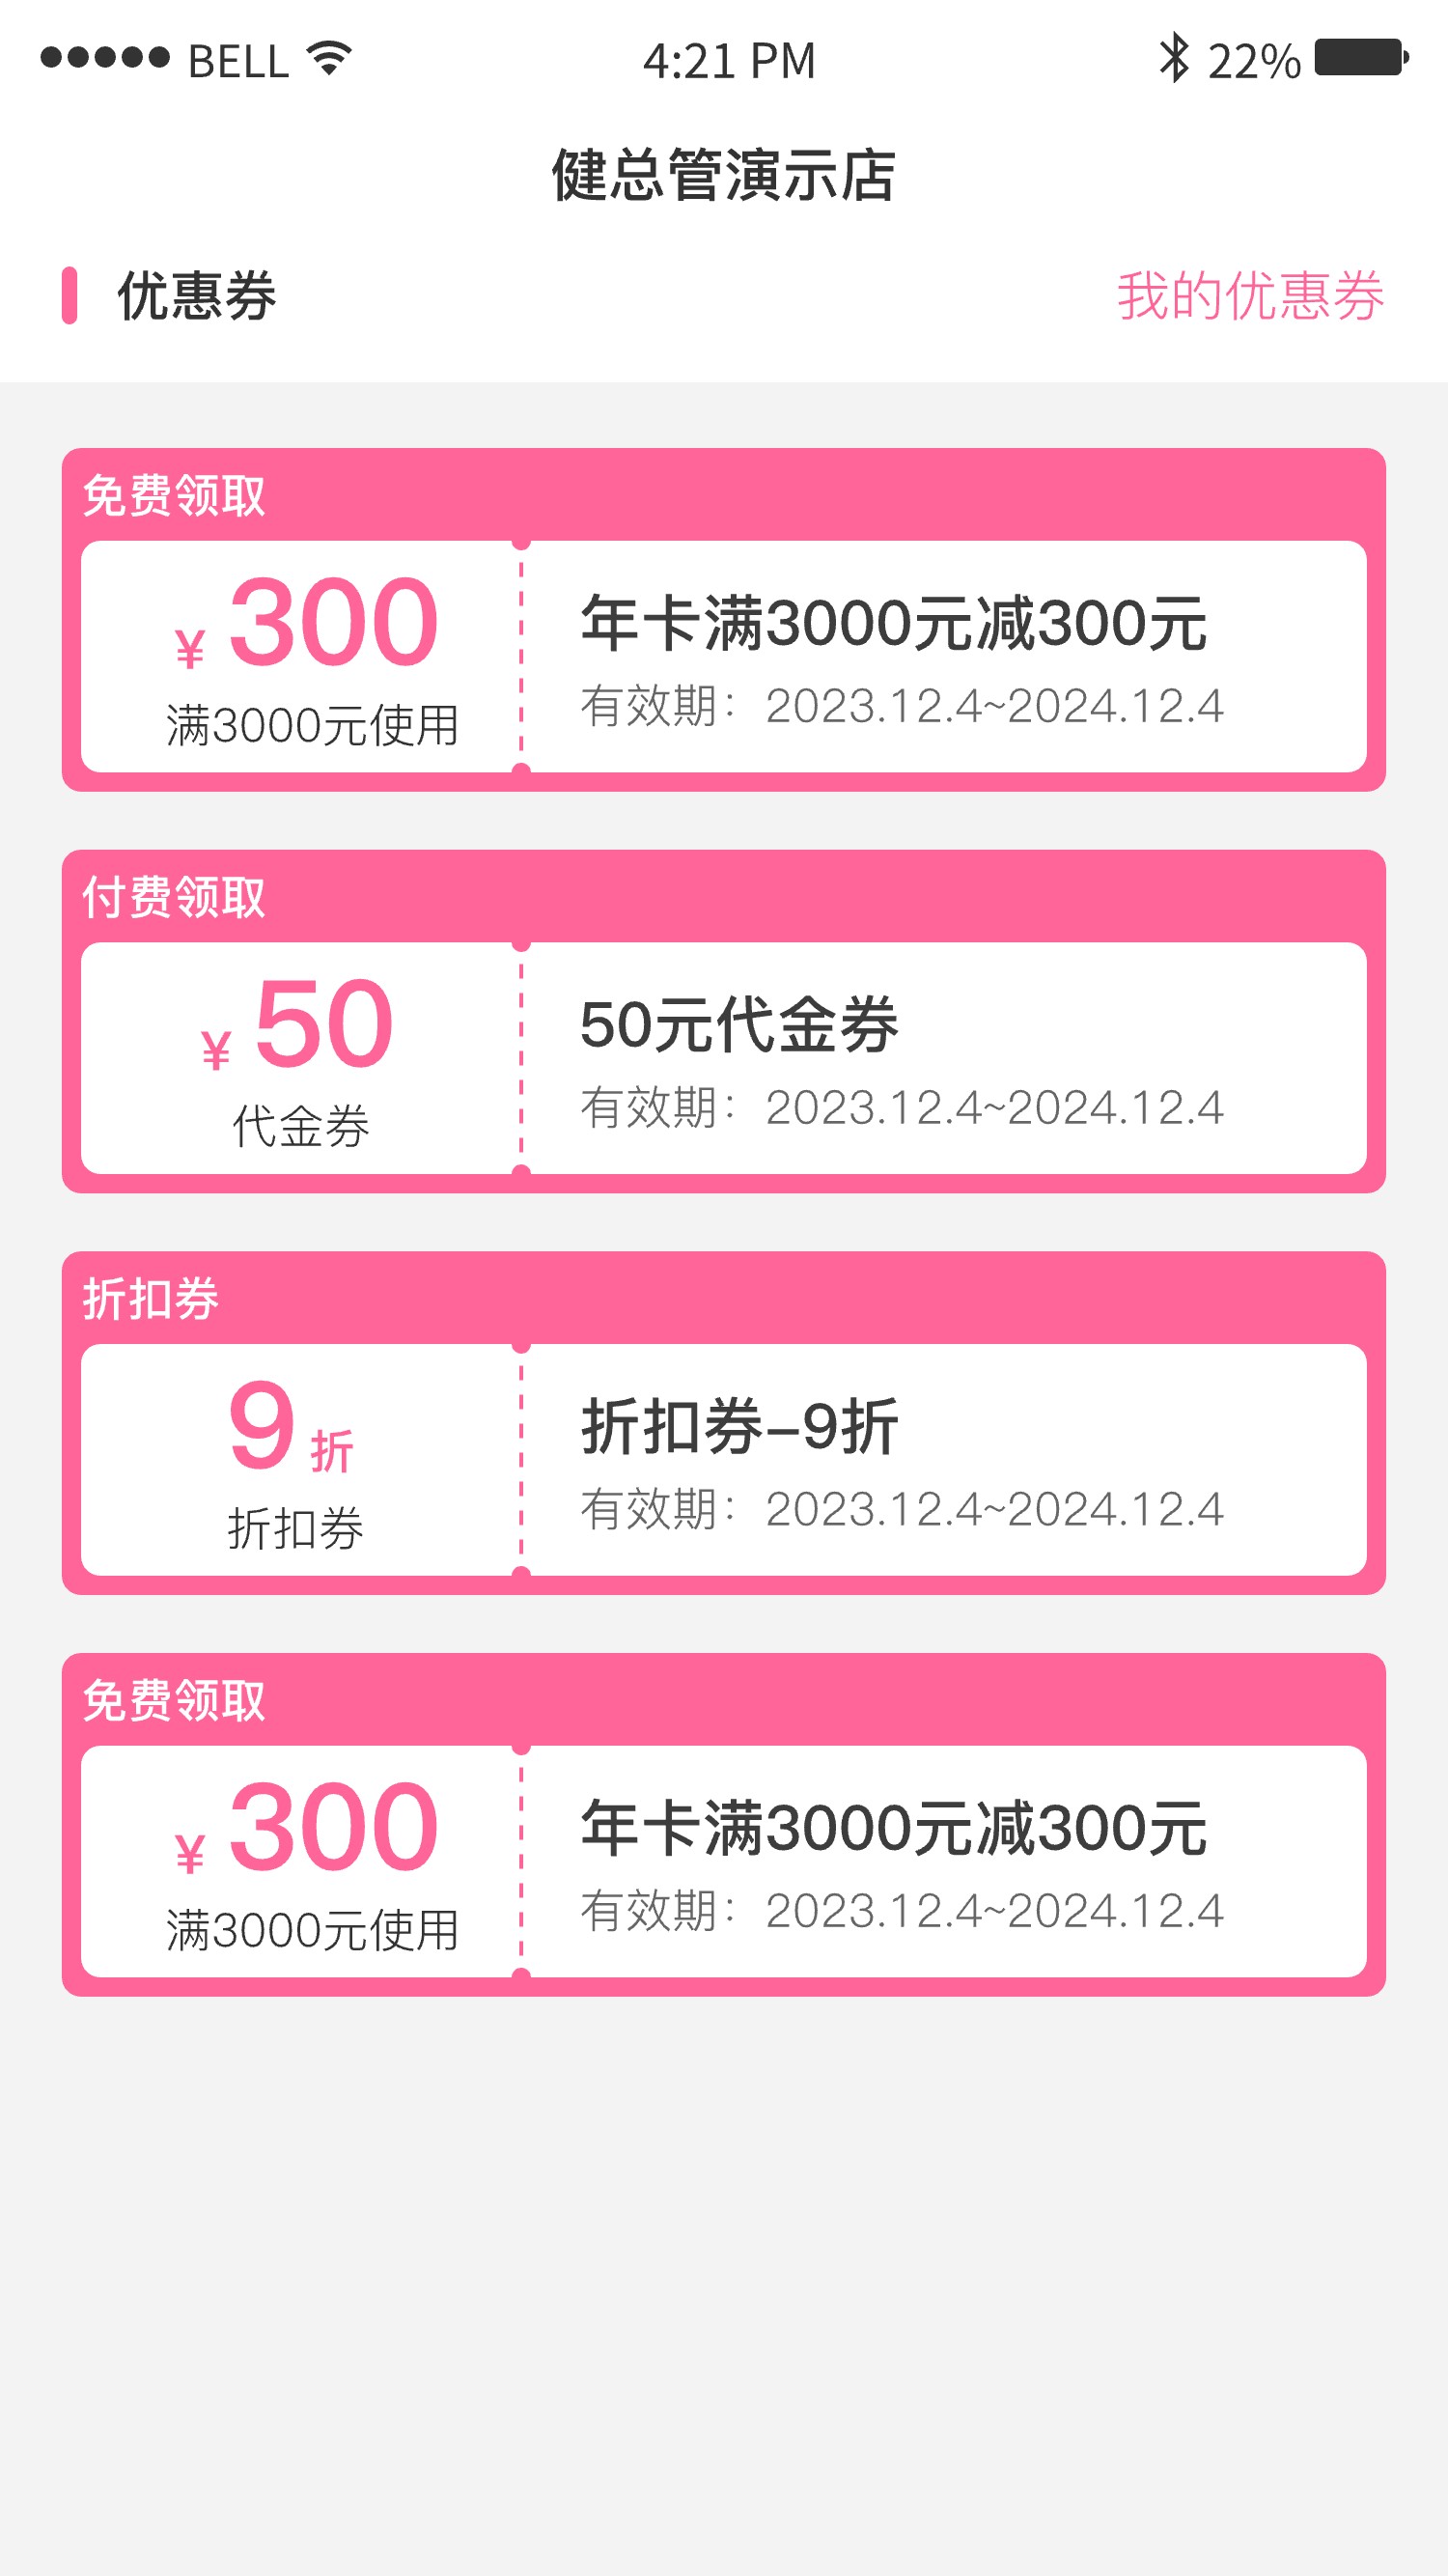 BELL 4:21 PM 22%
健总管演示店
优惠券 我的优惠券
免费领取
¥ 300
满3000元使用
年卡满3000元减300元
有效期：2023.12.4~2024.12.4
付费领取
¥ 50
代金券
50元代金券
有效期：2023.12.4~2024.12.4
折扣券
9 折
折扣券
折扣券–9折
有效期：2023.12.4~2024.12.4
免费领取
¥ 300
满3000元使用
年卡满3000元减300元
有效期：2023.12.4~2024.12.4